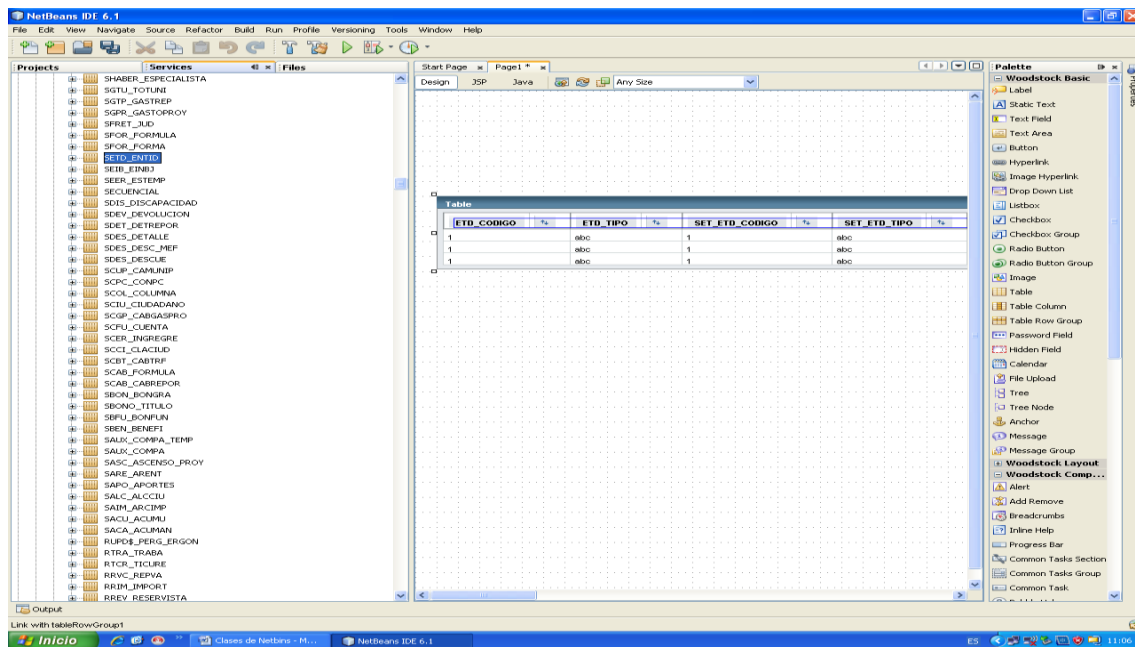 NetBeans IDE 6.1
File Edit View Navigate Source Refactor Build Run Profile Versioning Tools Window Help
Projects Services Files
SHABER_ESPECIALISTA
SGTU_TOTUNI
SGTP_GASTREP
SGPR_GASTOPROY
SFRET_JUD
SFOR_FORMULA
SFOR_FORMA
SETD_ENTID
SEIB_EINBJ
SEER_ESTEMP
SECUENCIAL
SDIS_DISCAPACIDAD
SDEV_DEVOLUCION
SDET_DETREPOR
SDES_DETALLE
SDES_DESC_MEF
SDES_DESCUE
SCUP_CAMUNIP
SCPC_CONPC
SCOL_COLUMNA
SCIU_CIUDADANO
SCGP_CABGASPRO
SCFU_CUENTA
SCER_INGREGRE
SCCI_CLACIUD
SCBT_CABTRF
SCAB_FORMULA
SCAB_CABREPOR
SBON_BONGRA
SBONO_TITULO
SBFU_BONFUN
SBEN_BENEFI
SAUX_COMPA_TEMP
SAUX_COMPA
SASC_ASCENSO_PROY
SARE_ARENT
SAPO_APORTES
SALC_ALCCIU
SAIM_ARCIMP
SACU_ACUMU
SACA_ACUMAN
RUPD$_PERG_ERGON
RTRA_TRABA
RTCR_TICURE
RRVC_REPVA
RRIM_IMPORT
RREV_RESERVISTA
Start Page Page1 *
Design JSP Java Any Size
Table
ETD_CODIGO ETD_TIPO SET_ETD_CODIGO SET_ETD_TIPO
1 abc 1 abc
1 abc 1 abc
1 abc 1 abc
Palette
Woodstock Basic
Label
Static Text
Text Field
Text Area
Button
Hyperlink
Image Hyperlink
Drop Down List
Listbox
Checkbox
Checkbox Group
Radio Button
Radio Button Group
Image
Table
Table Column
Table Row Group
Password Field
Hidden Field
Calendar
File Upload
Tree
Tree Node
Anchor
Message
Message Group
Woodstock Layout
Woodstock Comp...
Alert
Add Remove
Breadcrumbs
Inline Help
Progress Bar
Common Tasks Section
Common Tasks Group
Common Task
Properties
Output
Link with tableRowGroup1
Inicio Clases de Netbins - M... NetBeans IDE 6.1 ES 11:06